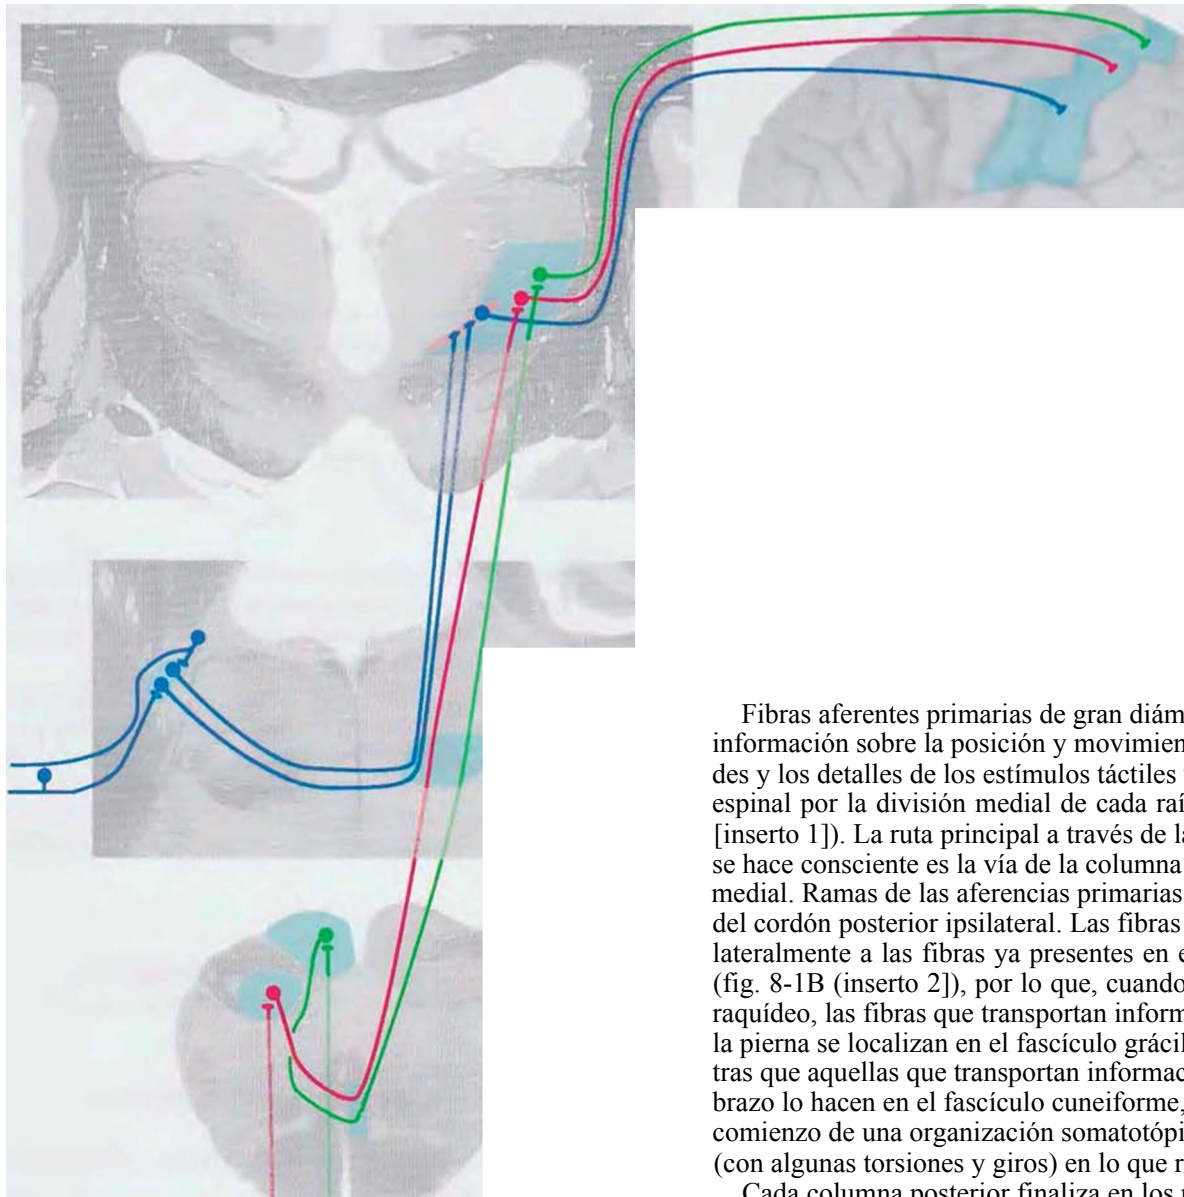 Fibras aferentes primarias de gran diám
información sobre la posición y movimien
des y los detalles de los estímulos táctiles
espinal por la división medial de cada raí
[inserto 1]). La ruta principal a través de la
se hace consciente es la vía de la columna
medial. Ramas de las aferencias primarias
del cordón posterior ipsilateral. Las fibras
lateralmente a las fibras ya presentes en e
(fig. 8-1B (inserto 2]), por lo que, cuando
raquídeo, las fibras que transportan inform
la pierna se localizan en el fascículo grácil
tras que aquellas que transportan informac
brazo lo hacen en el fascículo cuneiforme,
comienzo de una organización somatotópi
(con algunas torsiones y giros) en lo que r
Cada columna posterior finaliza en los